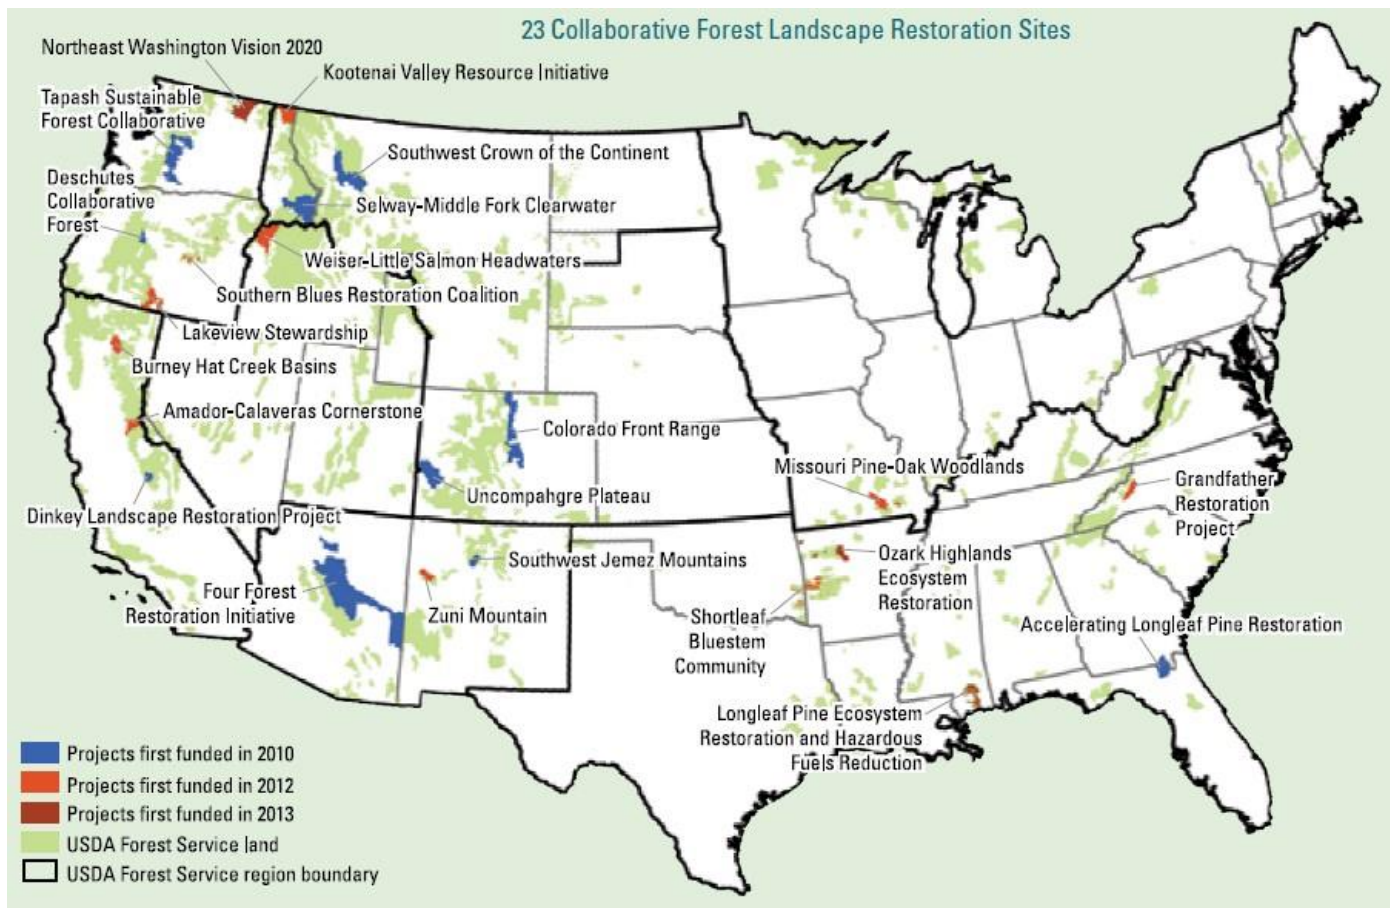 23 Collaborative Forest Landscape Restoration Sites
Northeast Washington Vision 2020
Kootenai Valley Resource Initiative
Tapash Sustainable
Forest Collaborative
Southwest Crown of the Continent
Deschutes
Collaborative
Forest
Selway-Middle Fork Clearwater
Weiser-Little Salmon Headwaters
Southern Blues Restoration Coalition
Lakeview Stewardship
Burney Hat Creek Basins
Amador-Calaveras Cornerstone
Colorado Front Range
Missouri Pine-Oak Woodlands
Uncompahgre Plateau
Grandfather
Restoration
Project
Dinkey Landscape Restoration Project
Southwest Jemez Mountains
Ozark Highlands
Ecosystem
Restoration
Four Forest
Restoration Initiative
Zuni Mountain
Shortleaf
Bluestem
Community
Accelerating Longleaf Pine Restoration
Longleaf Pine Ecosystem
Restoration and Hazardous
Fuels Reduction
Projects first funded in 2010
Projects first funded in 2012
Projects first funded in 2013
USDA Forest Service land
USDA Forest Service region boundary